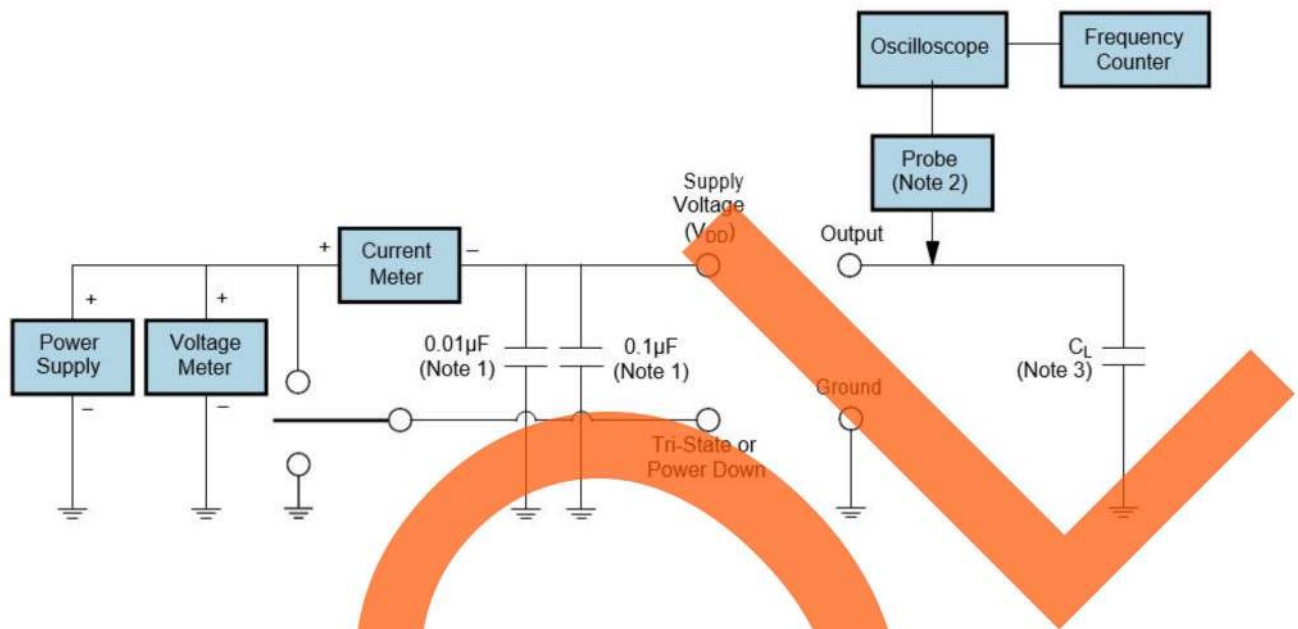 Oscilloscope
Frequency
Counter
Probe
(Note 2)
Supply
Voltage
(VDD)
Output
+
Current
Meter
–
+
+
Power
Supply
Voltage
Meter
0.01µF
(Note 1)
0.1µF
(Note 1)
CL
(Note 3)
–
–
Ground
Tri-State or
Power Down